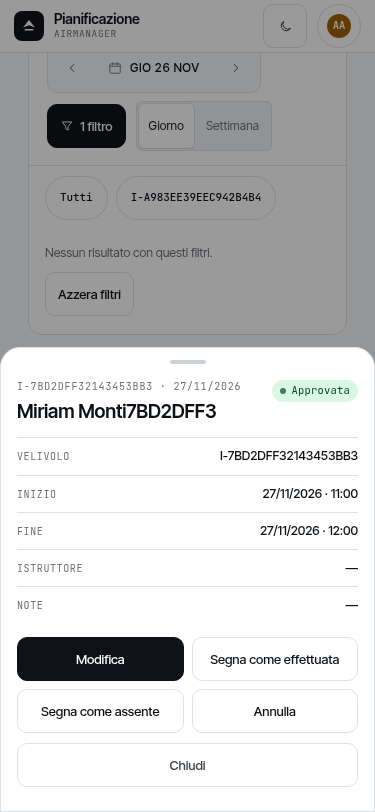 Pianificazione
AIRMANAGER
AA
GIO 26 NOV
1 filtro
Giorno
Settimana
Tutti
I-A983EE39EEC942B4B4
Nessun risultato con questi filtri.
Azzera filtri
I-7BD2DFF32143453BB3 · 27/11/2026
Approvata
Miriam Monti7BD2DFF3
VELIVOLO
I-7BD2DFF32143453BB3
INIZIO
27/11/2026 · 11:00
FINE
27/11/2026 · 12:00
ISTRUTTORE
—
NOTE
—
Modifica
Segna come effettuata
Segna come assente
Annulla
Chiudi